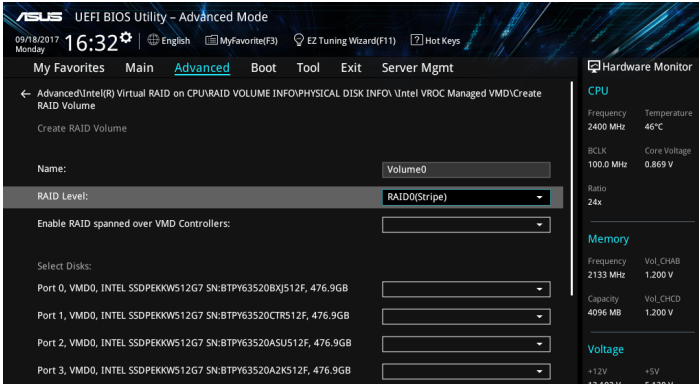 ASUS UEFI BIOS Utility – Advanced Mode
09/18/2017 Monday 16:32 English MyFavorite(F3) EZ Tuning Wizard(F11) ? Hot Keys
My Favorites Main Advanced Boot Tool Exit Server Mgmt
← Advanced\Intel(R) Virtual RAID on CPU\RAID VOLUME INFO\PHYSICAL DISK INFO\ \Intel VROC Managed VMD\Create
RAID Volume
Create RAID Volume
Name: Volume0
RAID Level: RAID0(Stripe)
Enable RAID spanned over VMD Controllers:
Select Disks:
Port 0, VMD0, INTEL SSDPEKKW512G7 SN:BTPY63520BXJ512F, 476.9GB
Port 1, VMD0, INTEL SSDPEKKW512G7 SN:BTPY63520CTR512F, 476.9GB
Port 2, VMD0, INTEL SSDPEKKW512G7 SN:BTPY63520ASU512F, 476.9GB
Port 3, VMD0, INTEL SSDPEKKW512G7 SN:BTPY63520A2K512F, 476.9GB
Hardware Monitor
CPU
Frequency Temperature
2400 MHz 46°C
BCLK Core Voltage
100.0 MHz 0.869 V
Ratio
24x
Memory
Frequency Vol_CHAB
2133 MHz 1.200 V
Capacity Vol_CHCD
4096 MB 1.200 V
Voltage
+12V +5V